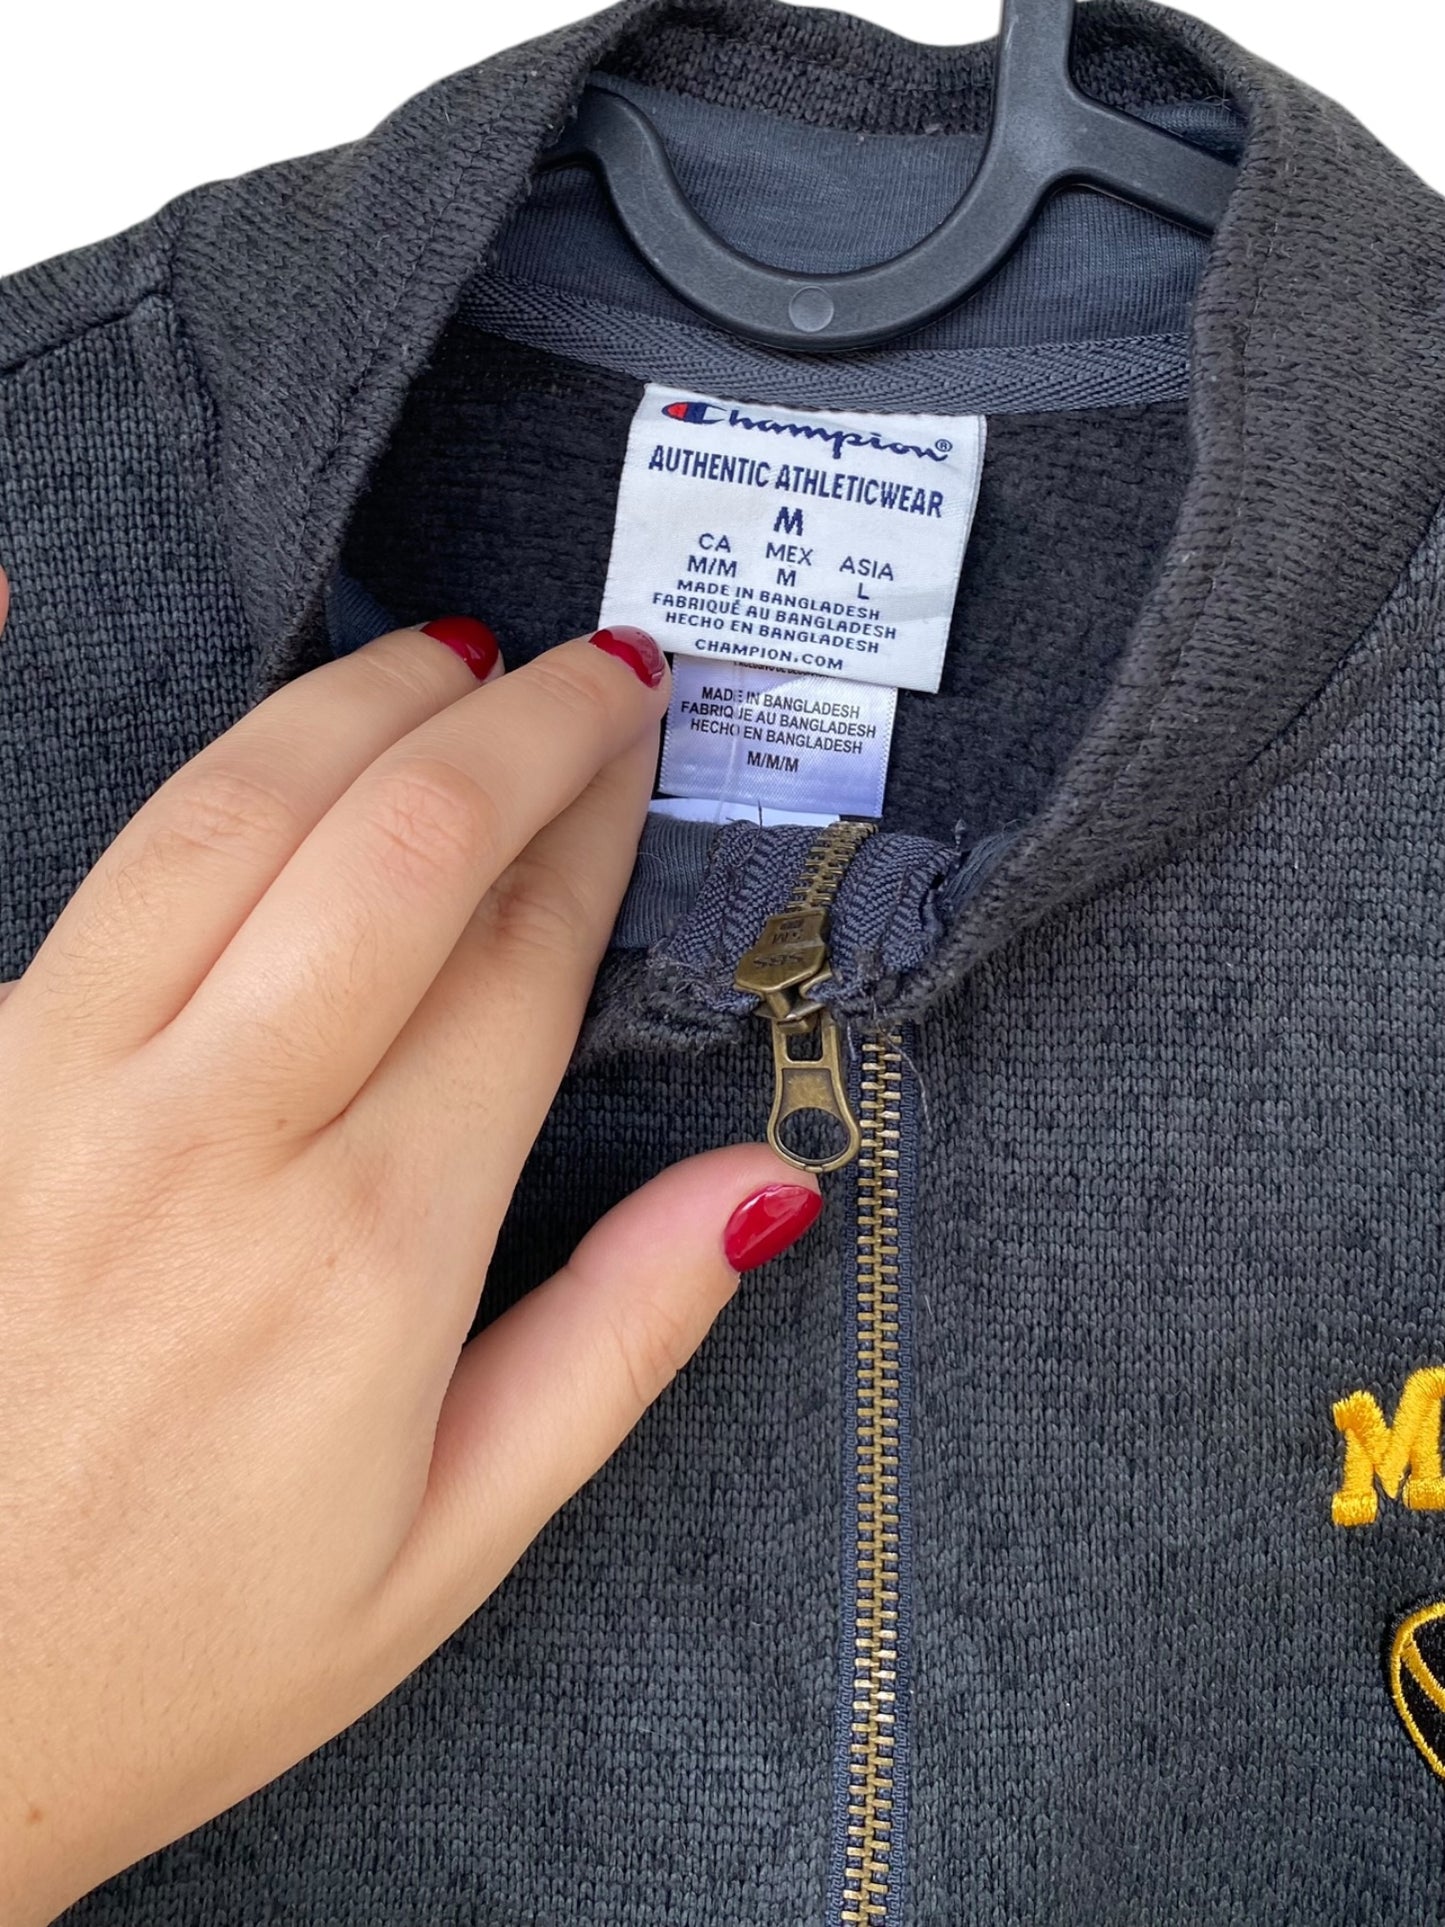 Champion®
AUTHENTIC ATHLETICWEAR
M
CA MEX ASIA
M/M M L
MADE IN BANGLADESH
FABRIQUÉ AU BANGLADESH
HECHO EN BANGLADESH
CHAMPION.COM
MADE IN BANGLADESH
FABRIQUE AU BANGLADESH
HECHO EN BANGLADESH
M/M/M
SBS
M